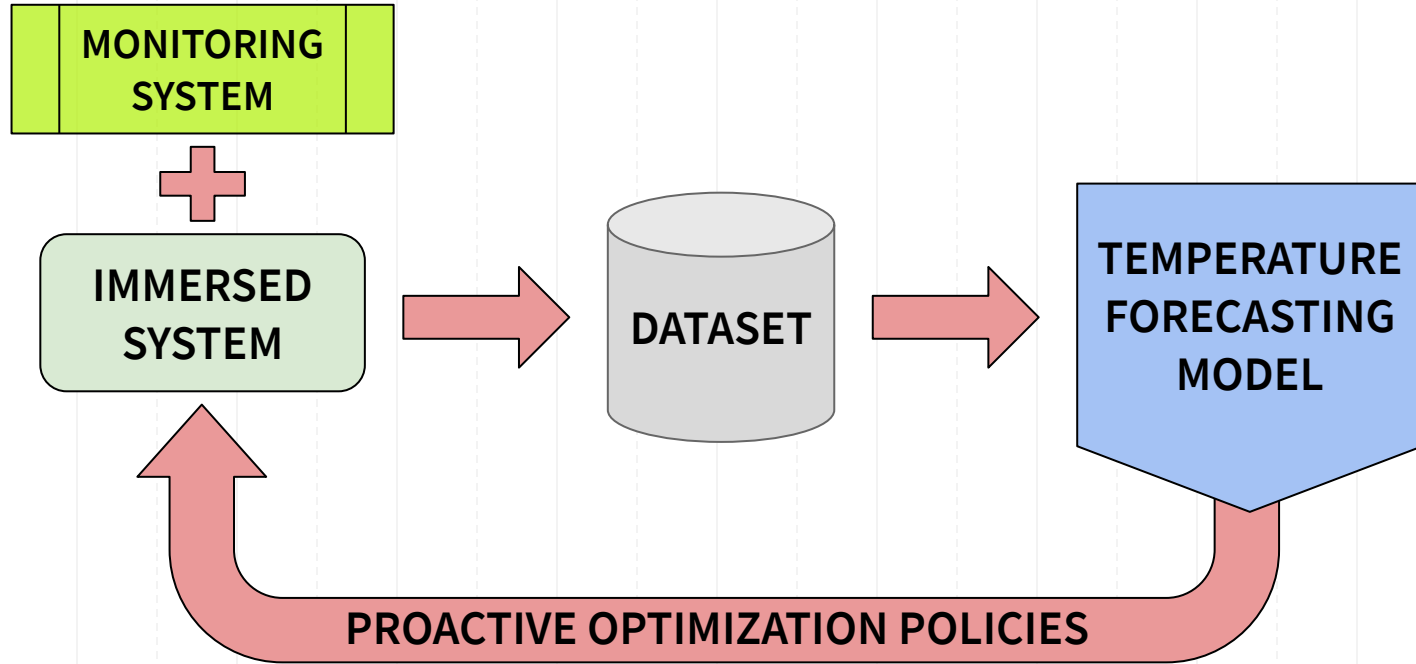 MONITORING
SYSTEM
IMMERSED
SYSTEM
DATASET
TEMPERATURE
FORECASTING
MODEL
PROACTIVE OPTIMIZATION POLICIES